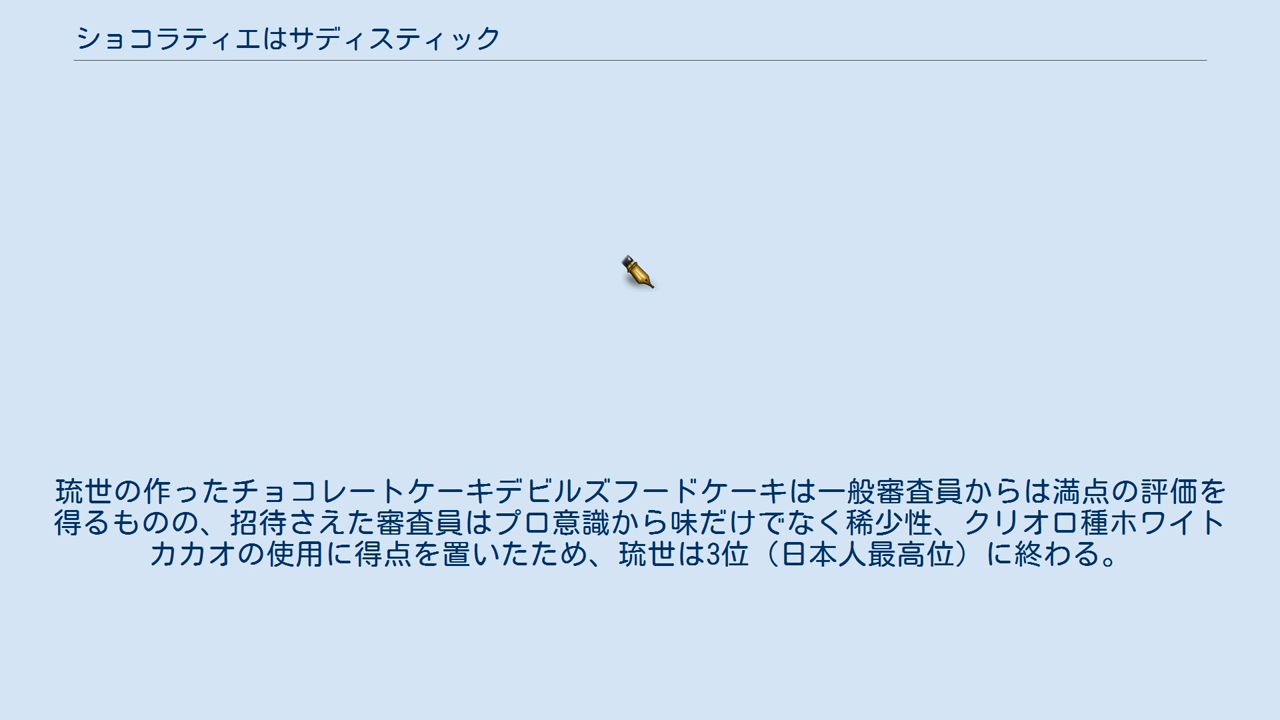 ショコラティエはサディスティック
琉世の作ったチョコレートケーキデビルズフードケーキは一般審査員からは満点の評価を
得るものの、招待さえた審査員はプロ意識から味だけでなく稀少性、クリオロ種ホワイト
カカオの使用に得点を置いたため、琉世は3位（日本人最高位）に終わる。